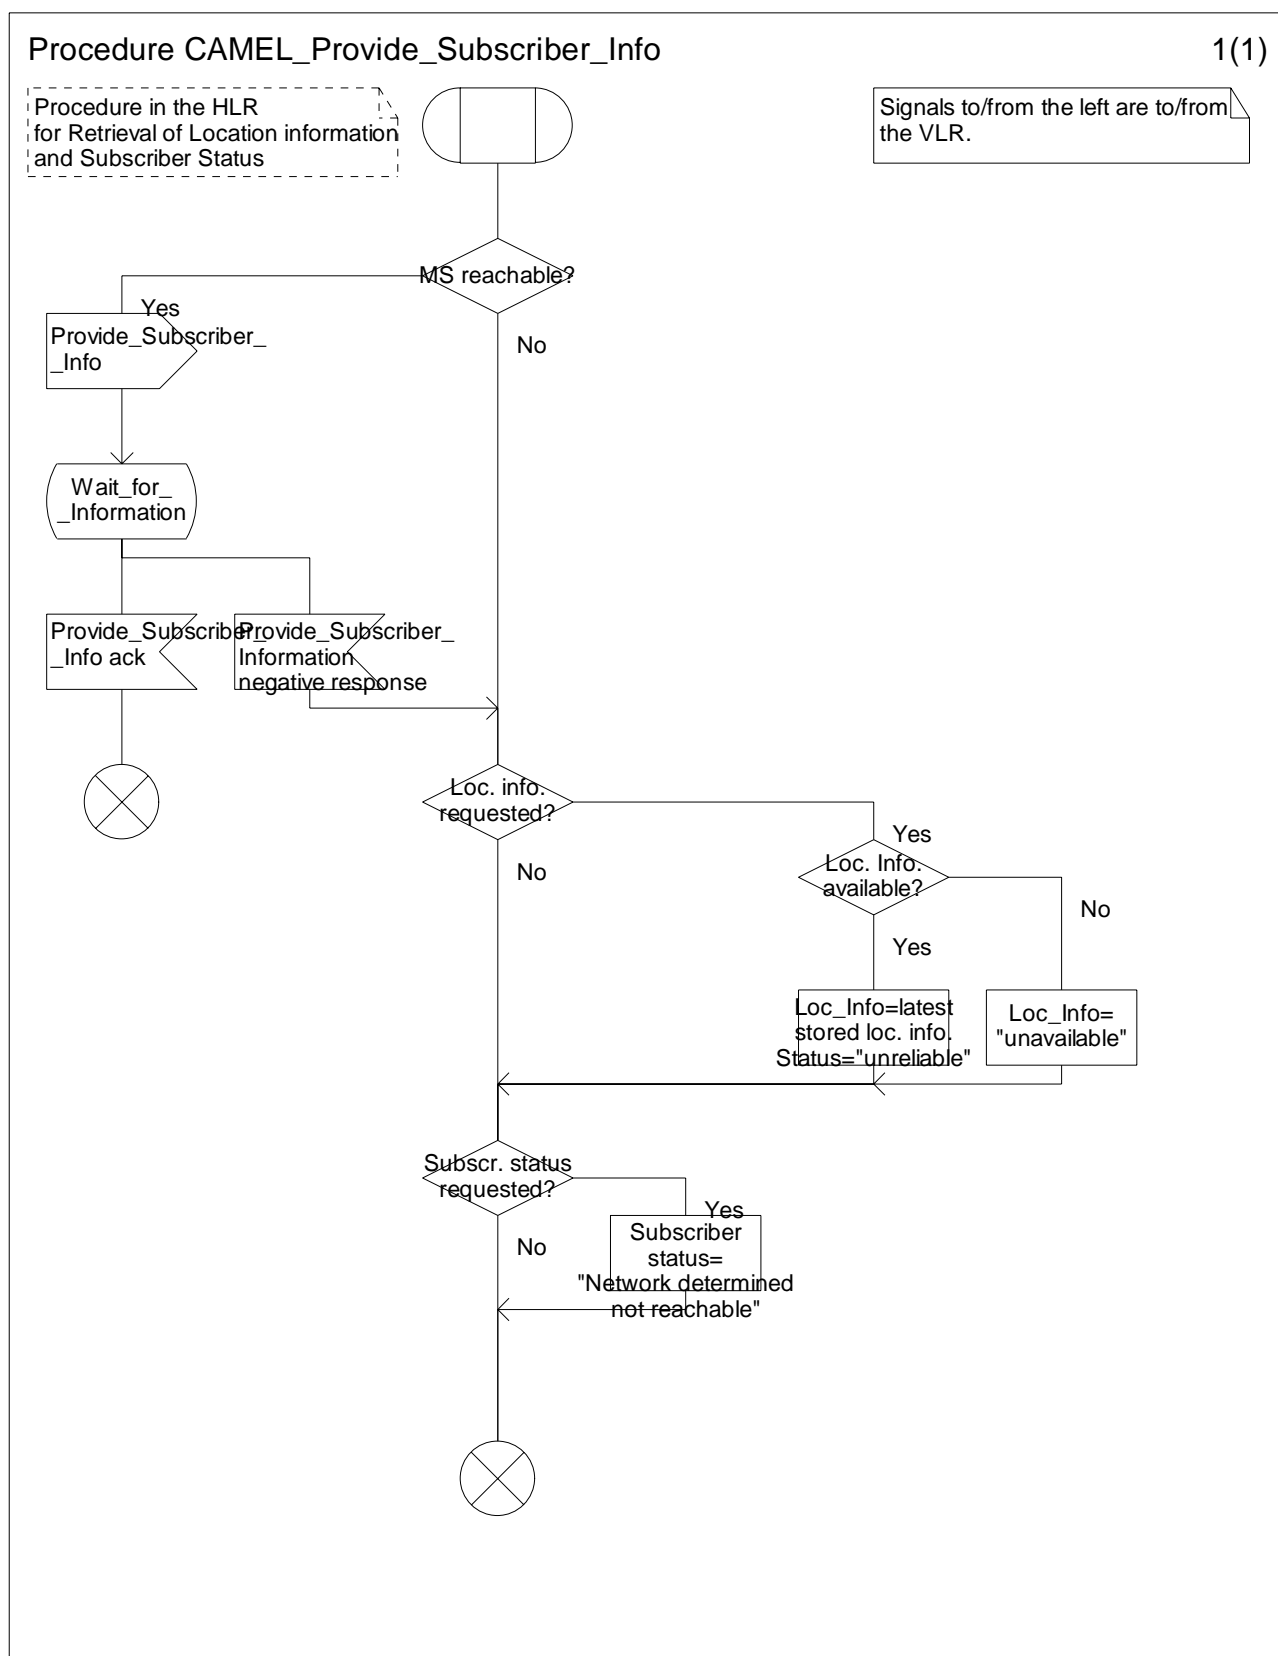 Procedure CAMEL_Provide_Subscriber_Info
1(1)
Procedure in the HLR
for Retrieval of Location information
and Subscriber Status
Signals to/from the left are to/from
the VLR.
MS reachable?
Yes
No
Provide_Subscriber_
_Info
Wait_for_
_Information
Provide_Subscriber_
_Info ack
Provide_Subscriber_
Information
negative response
Loc. info.
requested?
Yes
No
Loc. Info.
available?
No
Yes
Loc_Info=latest
stored loc. info.
Status="unreliable"
Loc_Info=
"unavailable"
Subscr. status
requested?
Yes
No
Subscriber
status=
"Network determined
not reachable"